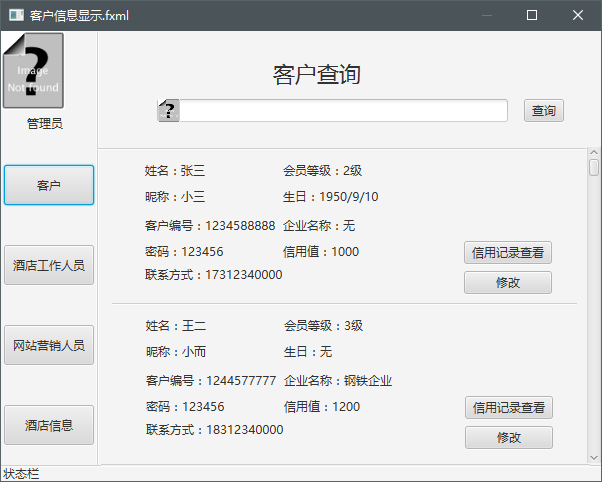 客户信息显示.fxml
Image
Not found
管理员
客户
酒店工作人员
网站营销人员
酒店信息
客户查询
查询
姓名：张三 会员等级：2级
昵称：小三 生日：1950/9/10
客户编号：1234588888 企业名称：无
密码：123456 信用值：1000
信用记录查看
联系方式：17312340000
修改
姓名：王二 会员等级：3级
昵称：小而 生日：无
客户编号：1244577777 企业名称：钢铁企业
密码：123456 信用值：1200
信用记录查看
联系方式：18312340000
修改
状态栏